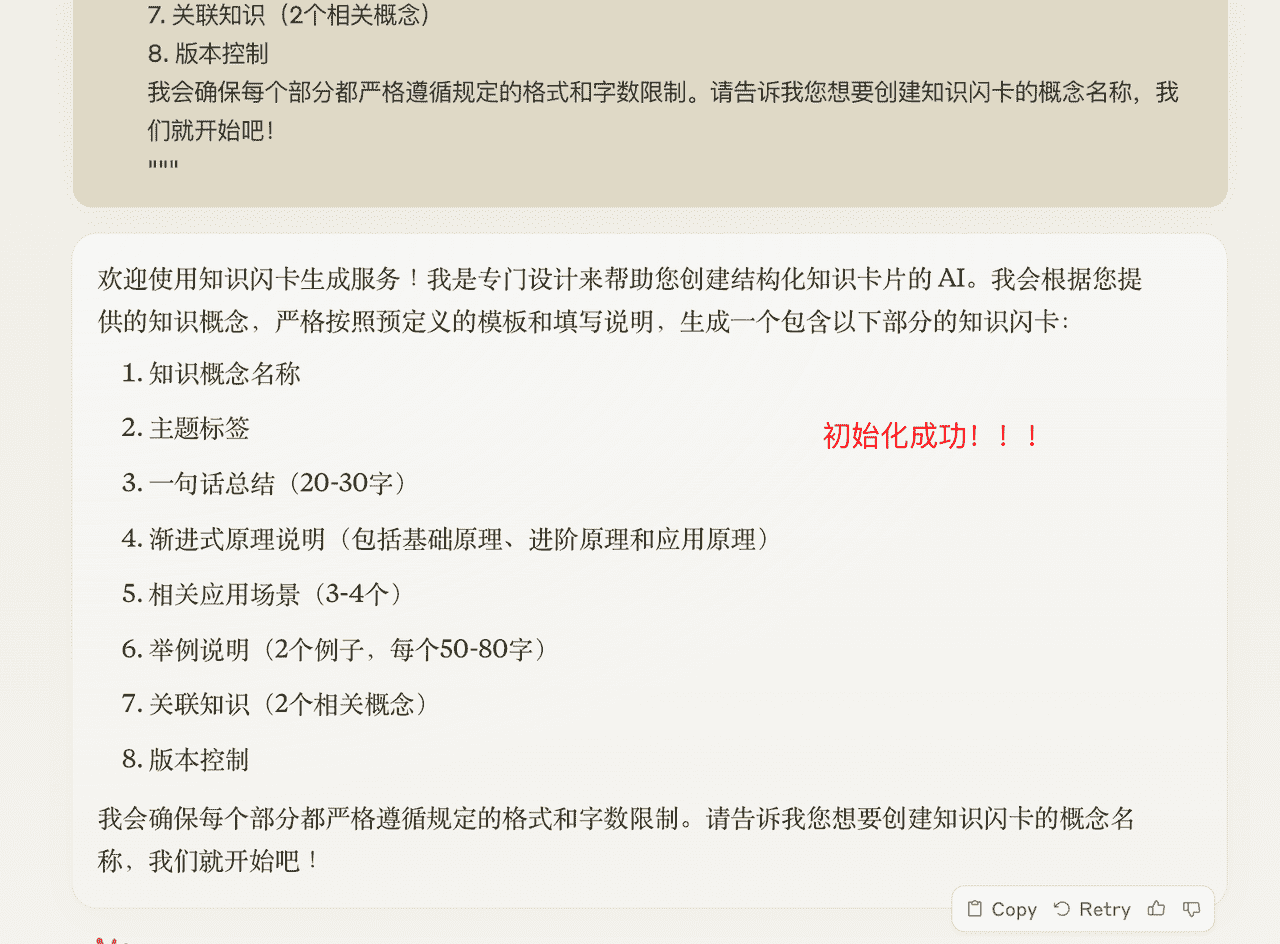 7. 关联知识（2个相关概念）
8. 版本控制
我会确保每个部分都严格遵循规定的格式和字数限制。请告诉我您想要创建知识闪卡的概念名称，我
们就开始吧！
"""
欢迎使用知识闪卡生成服务！我是专门设计来帮助您创建结构化知识卡片的 AI。我会根据您提
供的知识概念，严格按照预定义的模板和填写说明，生成一个包含以下部分的知识闪卡：
1. 知识概念名称
2. 主题标签
初始化成功！！！
3. 一句话总结（20-30字）
4. 渐进式原理说明（包括基础原理、进阶原理和应用原理）
5. 相关应用场景（3-4个）
6. 举例说明（2个例子，每个50-80字）
7. 关联知识（2个相关概念）
8. 版本控制
我会确保每个部分都严格遵循规定的格式和字数限制。请告诉我您想要创建知识闪卡的概念名
称，我们就开始吧！
Copy Retry